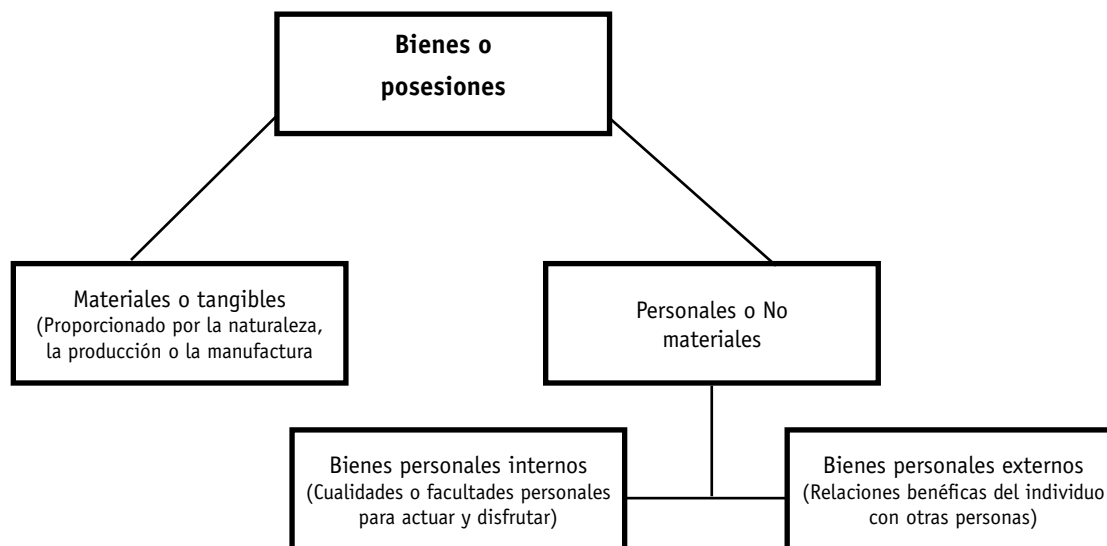 Bienes o
posesiones
Materiales o tangibles
(Proporcionado por la naturaleza,
la producción o la manufactura
Personales o No
materiales
Bienes personales internos
(Cualidades o facultades personales
para actuar y disfrutar)
Bienes personales externos
(Relaciones benéficas del individuo
con otras personas)